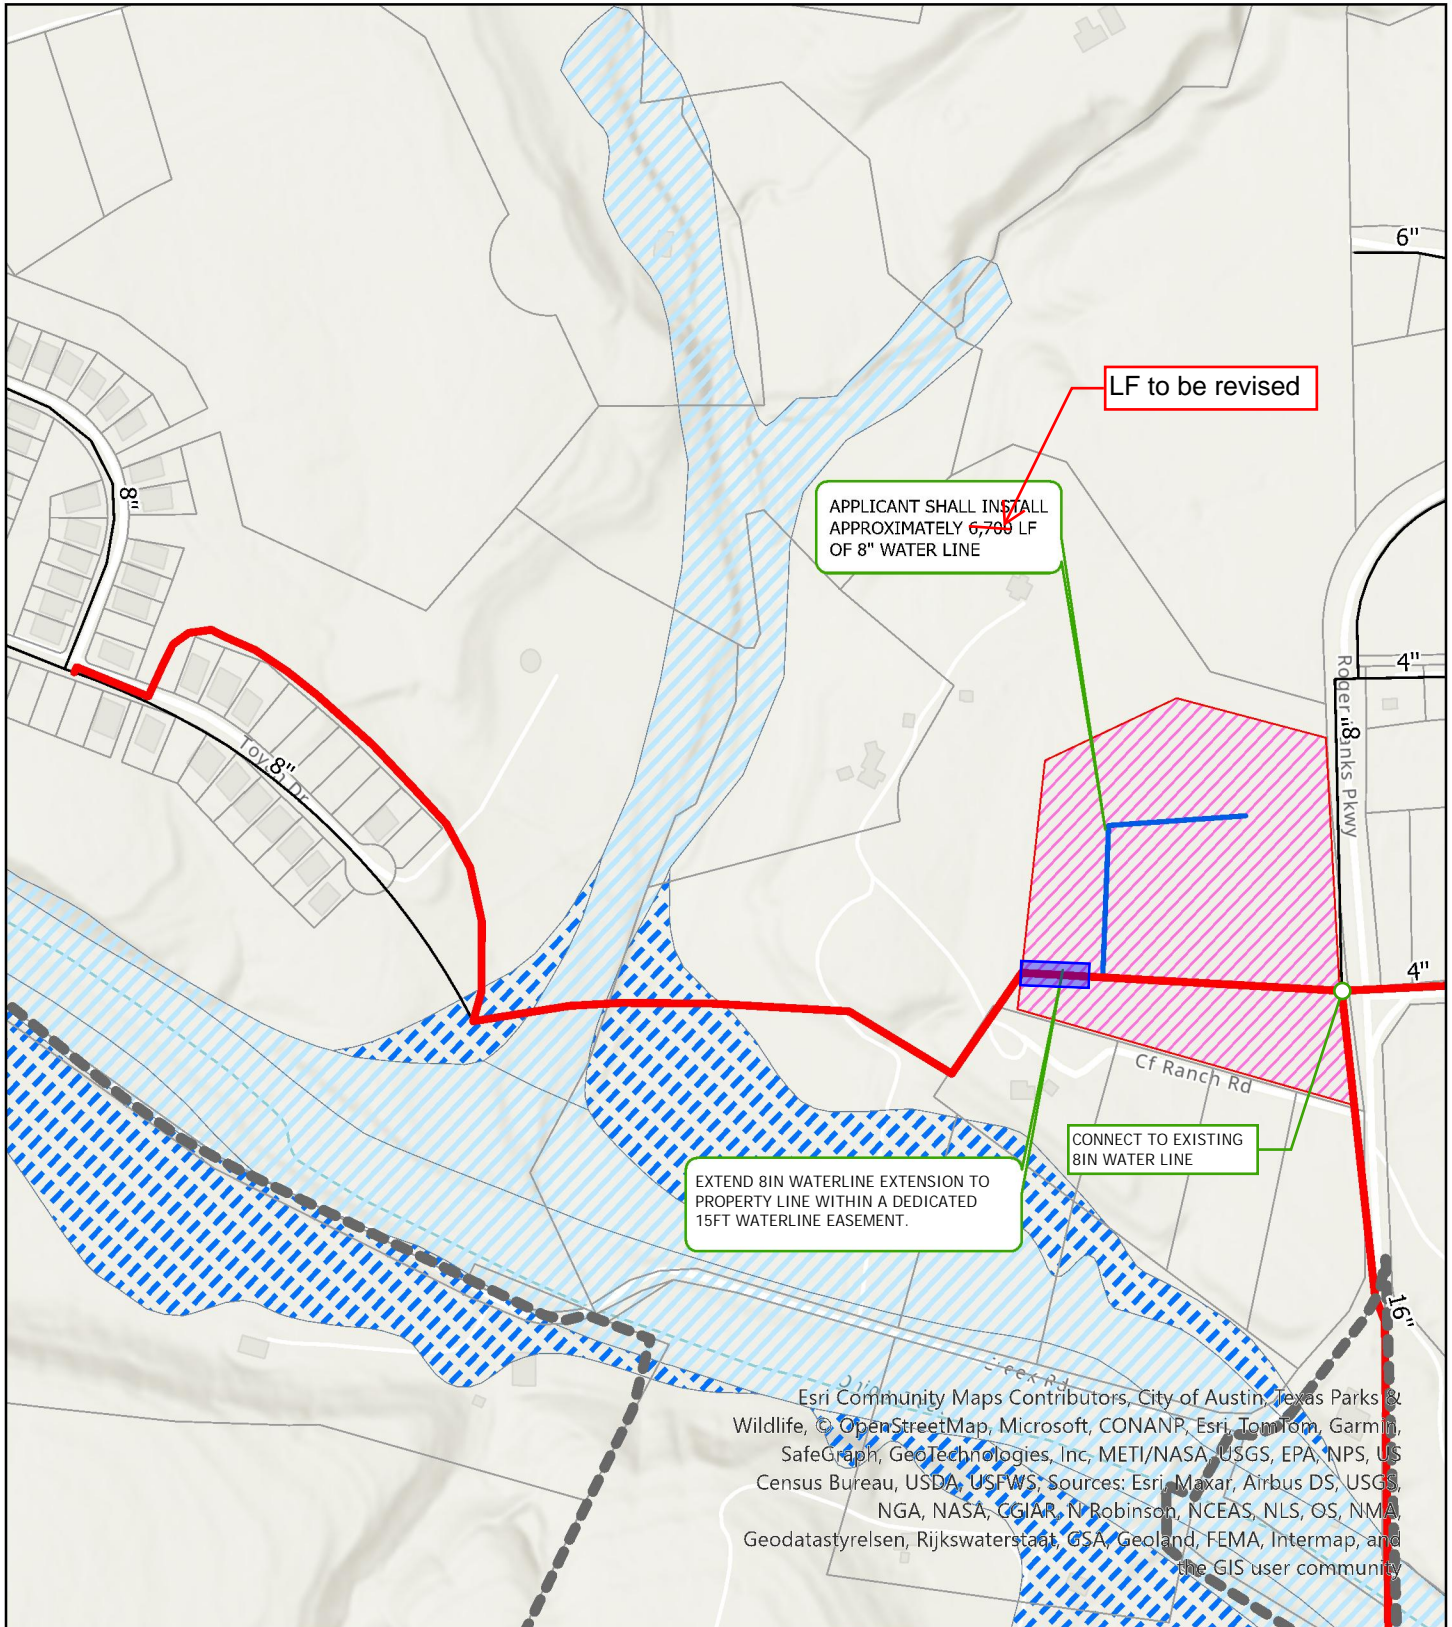 6"
LF to be revised
APPLICANT SHALL INSTALL
APPROXIMATELY 6,700 LF
OF 8" WATER LINE
8"
4"
8"
Toyah Dr
8"
4"
Cf Ranch Rd
CONNECT TO EXISTING
8IN WATER LINE
EXTEND 8IN WATERLINE EXTENSION TO
PROPERTY LINE WITHIN A DEDICATED
15FT WATERLINE EASEMENT.
16"
Creek Rd
Esri Community Maps Contributors, City of Austin, Texas Parks &
Wildlife, © OpenStreetMap, Microsoft, CONANP, Esri, TomTom, Garmin,
SafeGraph, GeoTechnologies, Inc, METI/NASA, USGS, EPA, NPS, US
Census Bureau, USDA, USFWS, Sources: Esri, Maxar, Airbus DS, USGS,
NGA, NASA, CGIAR, N Robinson, NCEAS, NLS, OS, NMA,
Geodatastyrelsen, Rijkswaterstaat, GSA, Geoland, FEMA, Intermap, and
the GIS user community
Pkwy